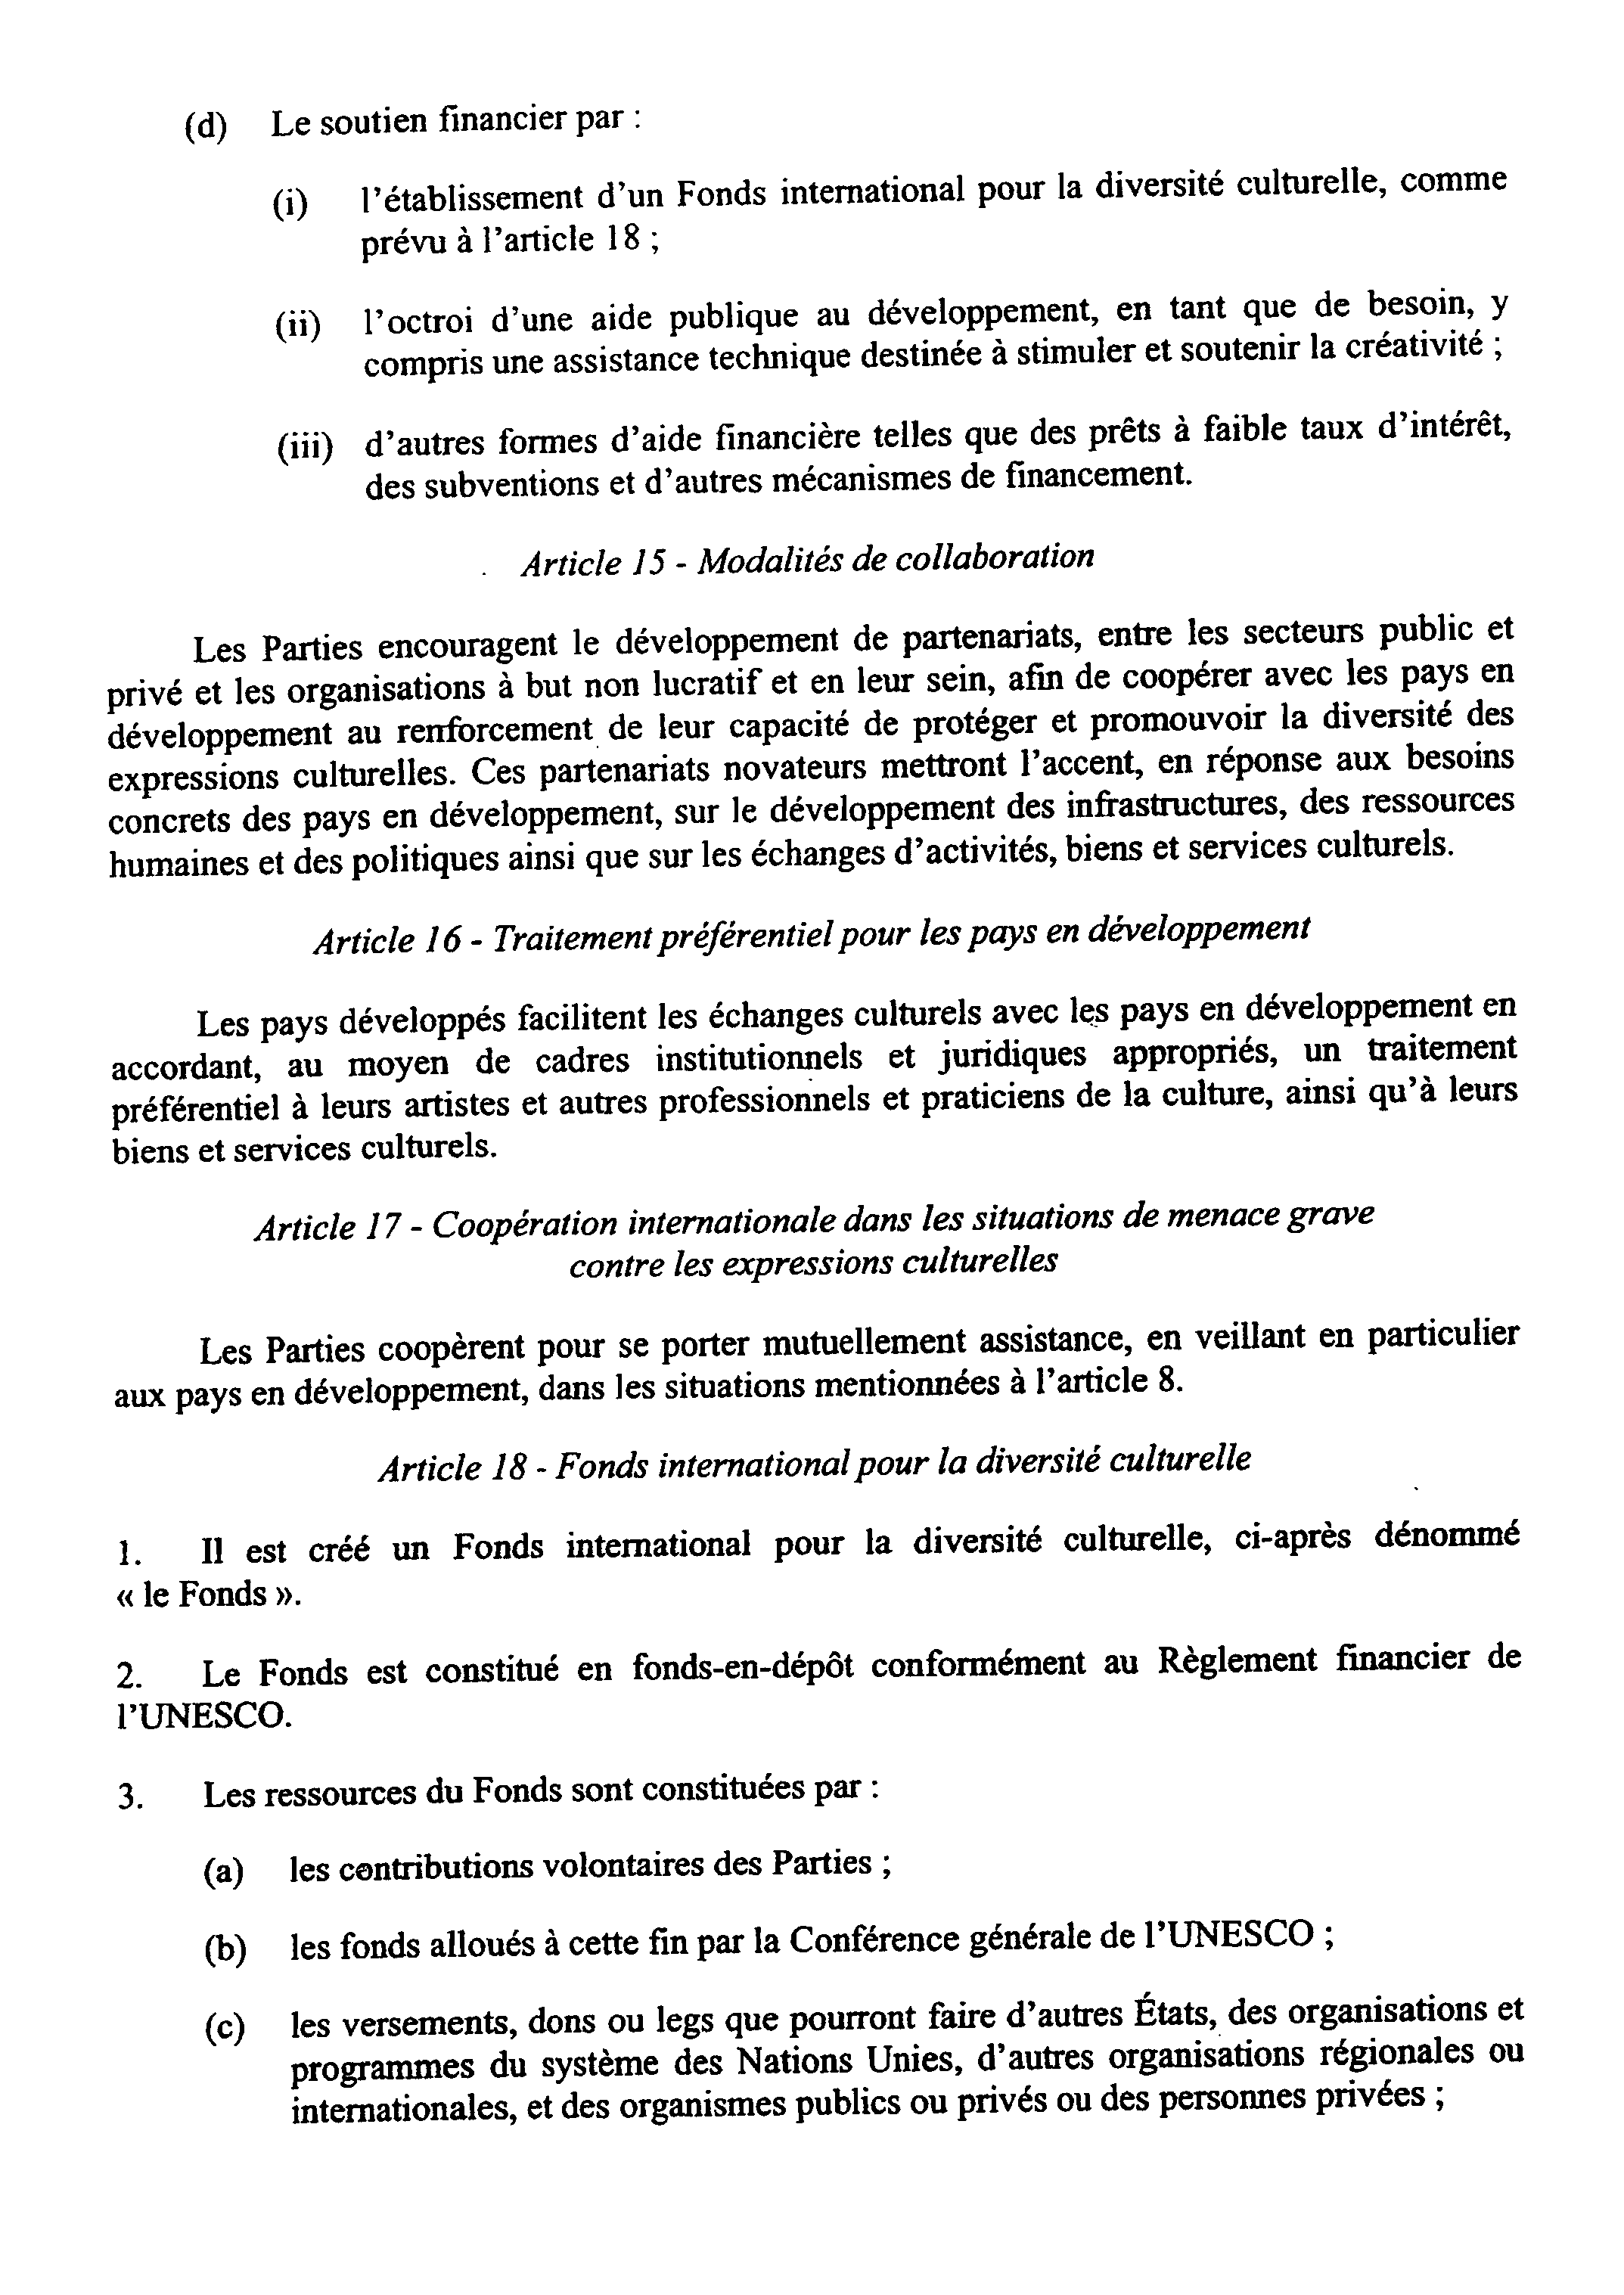 (d) Le soutien financier par :
(i) l'établissement d'un Fonds international pour la diversité culturelle, comme
prévu à l'article 18 ;
(ii) l'octroi d'une aide publique au développement, en tant que de besoin, y
compris une assistance technique destinée à stimuler et soutenir la créativité ;
(iii) d'autres formes d'aide financière telles que des prêts à faible taux d'intérêt,
des subventions et d'autres mécanismes de financement.
Article 15 - Modalités de collaboration
Les Parties encouragent le développement de partenariats, entre les secteurs public et
privé et les organisations à but non lucratif et en leur sein, afin de coopérer avec les pays en
développement au renforcement de leur capacité de protéger et promouvoir la diversité des
expressions culturelles. Ces partenariats novateurs mettront l'accent, en réponse aux besoins
concrets des pays en développement, sur le développement des infrastructures, des ressources
humaines et des politiques ainsi que sur les échanges d'activités, biens et services culturels.
Article 16 - Traitement préférentiel pour les pays en développement
Les pays développés facilitent les échanges culturels avec les pays en développement en
accordant, au moyen de cadres institutionnels et juridiques appropriés, un traitement
préférentiel à leurs artistes et autres professionnels et praticiens de la culture, ainsi qu'à leurs
biens et services culturels.
Article 17 - Coopération internationale dans les situations de menace grave
contre les expressions culturelles
Les Parties coopèrent pour se porter mutuellement assistance, en veillant en particulier
aux pays en développement, dans les situations mentionnées à l'article 8.
Article 18 - Fonds international pour la diversité culturelle
1. Il est créé un Fonds international pour la diversité culturelle, ci-après dénommé
« le Fonds ».
2. Le Fonds est constitué en fonds-en-dépôt conformément au Règlement financier de
l'UNESCO.
3. Les ressources du Fonds sont constituées par :
(a) les contributions volontaires des Parties ;
(b) les fonds alloués à cette fin par la Conférence générale de l'UNESCO ;
(c) les versements, dons ou legs que pourront faire d'autres États, des organisations et
programmes du système des Nations Unies, d'autres organisations régionales ou
internationales, et des organismes publics ou privés ou des personnes privées ;